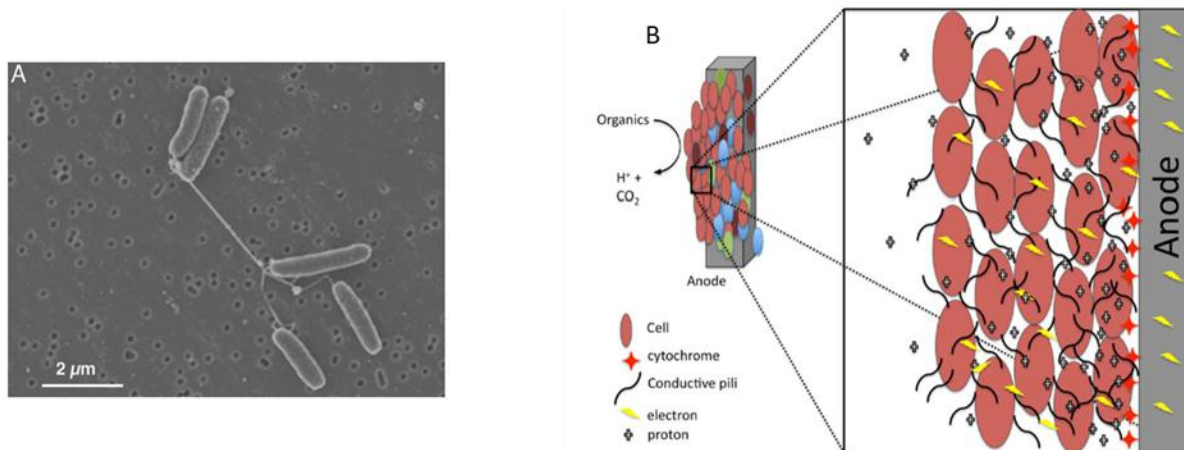 A
2 µm
B
Organics
H⁺ +
CO₂
Anode
Cell
cytochrome
Conductive pili
electron
proton
Anode